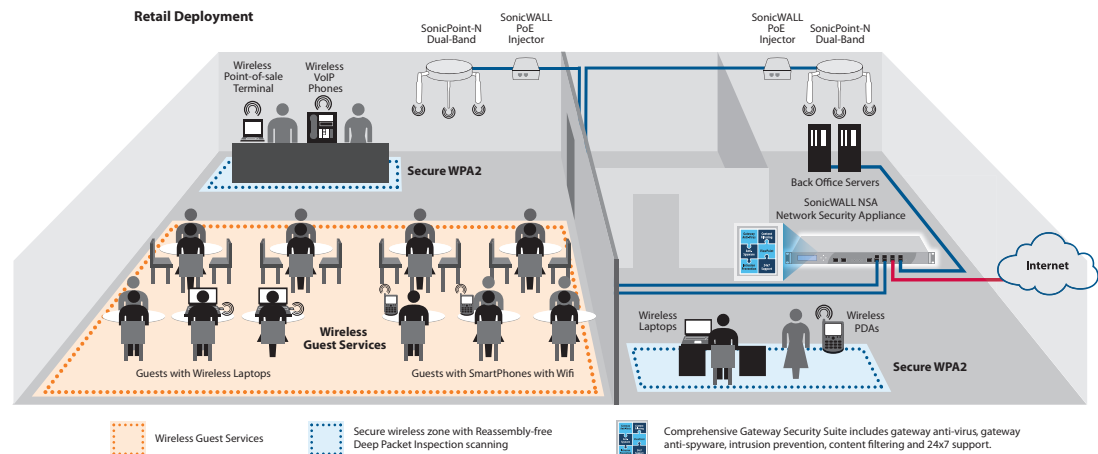 Retail Deployment
SonicPoint-N
Dual-Band
SonicWALL
PoE
Injector
SonicWALL
PoE
Injector
SonicPoint-N
Dual-Band
Wireless
Point-of-sale
Terminal
Wireless
VoIP
Phones
Secure WPA2
Back Office Servers
SonicWALL NSA
Network Security Appliance
Internet
Wireless
Guest Services
Guests with Wireless Laptops
Guests with SmartPhones with Wifi
Wireless
Laptops
Wireless
PDAs
Secure WPA2
Wireless Guest Services
Secure wireless zone with Reassembly-free
Deep Packet Inspection scanning
Comprehensive Gateway Security Suite includes gateway anti-virus, gateway
anti-spyware, intrusion prevention, content filtering and 24x7 support.